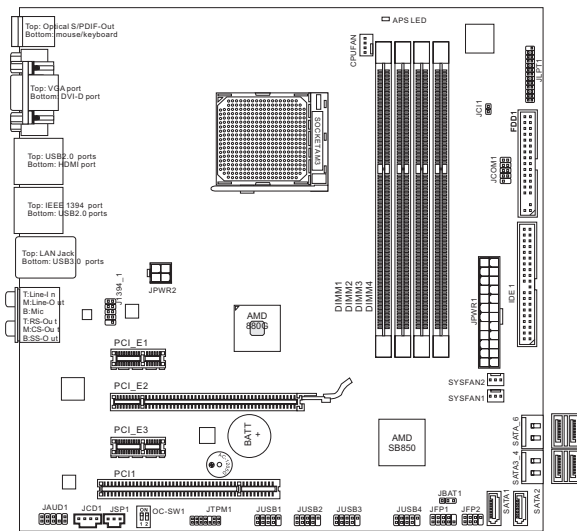 Top: Optical S/PDIF-Out
Bottom: mouse/keyboard
APS LED
CPUFAN
JLPT1
Top: VGA port
Bottom: DVI-D port
JCI1
FDD1
SOCKET AM3
JCOM1
Top: USB2.0 ports
Bottom: HDMI port
Top: IEEE 1394 port
Bottom: USB2.0 ports
Top: LAN Jack
Bottom: USB3.0 ports
T:Line-In
M:Line-Out
B:Mic
T:RS-Out
M:CS-Out
B:SS-Out
J1394_1
JPWR2
DIMM1
DIMM2
DIMM3
DIMM4
JPWR1
IDE 1
AMD
880G
PCI_E1
SYSFAN2
SYSFAN1
PCI_E2
BATT
+
PCI_E3
AMD
SB850
SATA5_6
SATA3_4
PCI1
JBAT1
SATA1
SATA2
JAUD1
JCD1
JSP1
ON
1 2
OC-SW1
JTPM1
JUSB1
JUSB2
JUSB3
JUSB4
JFP1
JFP2